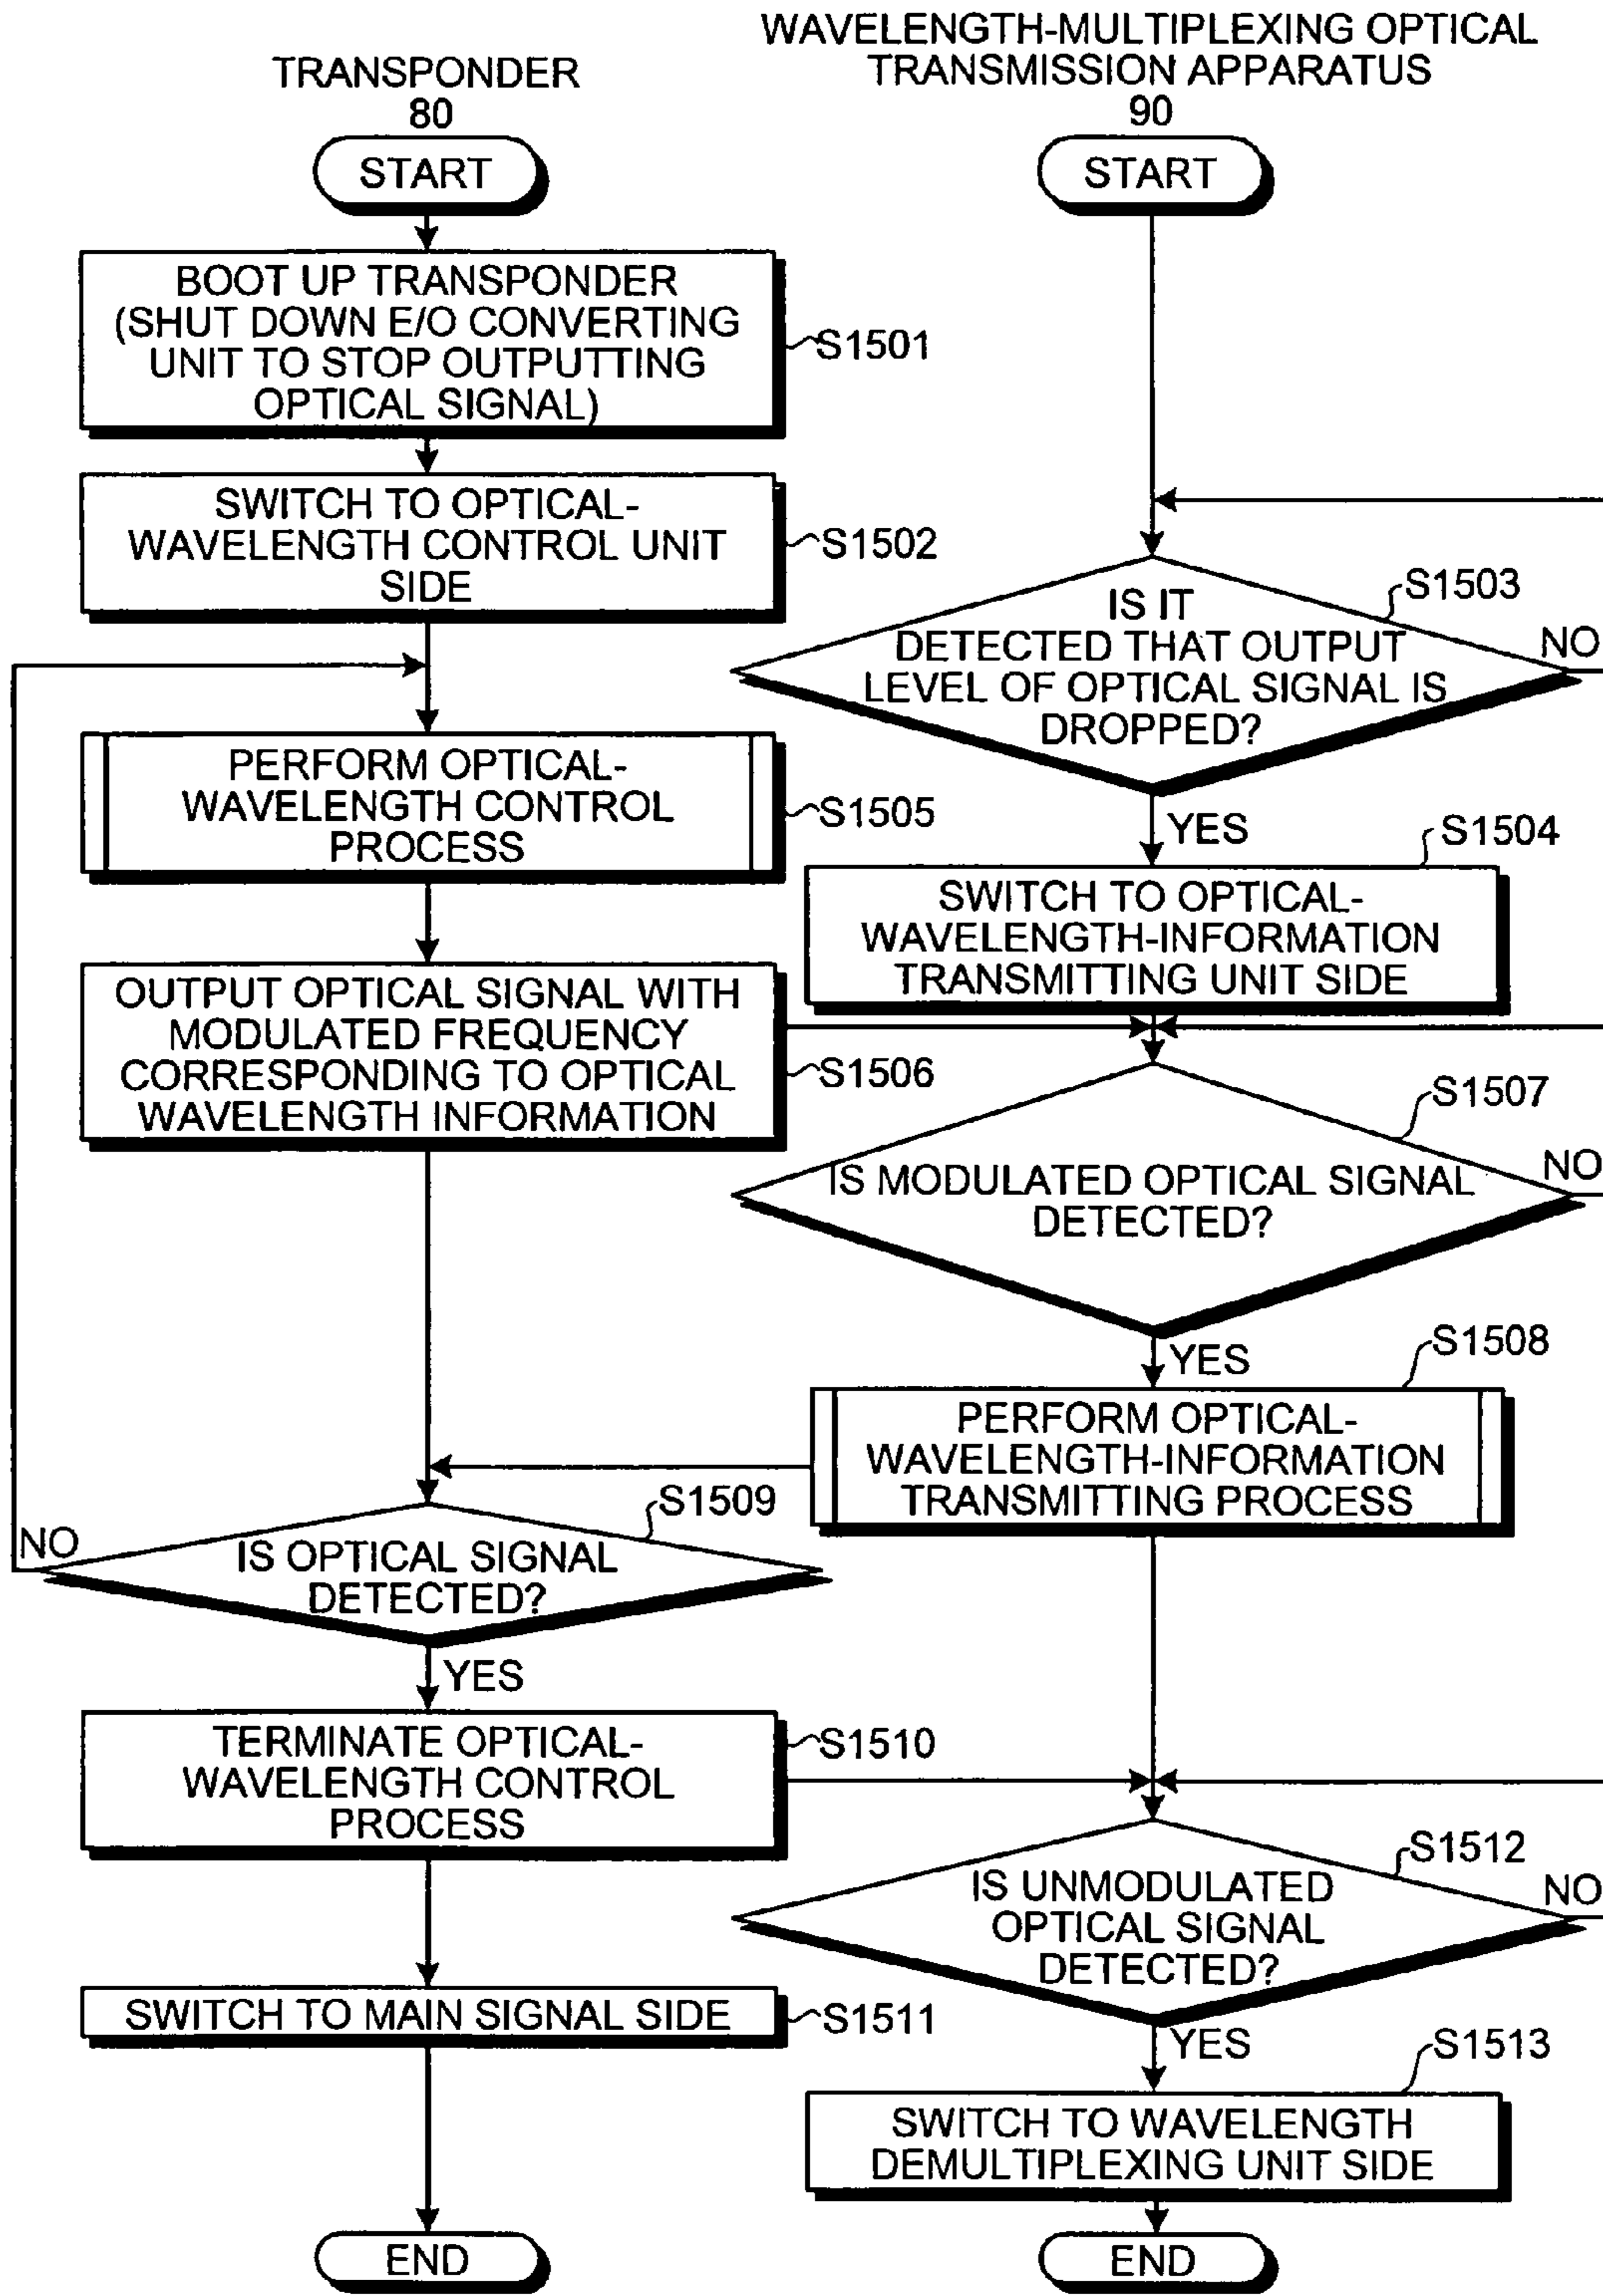 TRANSPONDER
80
START
BOOT UP TRANSPONDER
(SHUT DOWN E/O CONVERTING
UNIT TO STOP OUTPUTTING
OPTICAL SIGNAL)
S1501
SWITCH TO OPTICAL-
WAVELENGTH CONTROL UNIT
SIDE
S1502
PERFORM OPTICAL-
WAVELENGTH CONTROL
PROCESS
S1505
OUTPUT OPTICAL SIGNAL WITH
MODULATED FREQUENCY
CORRESPONDING TO OPTICAL
WAVELENGTH INFORMATION
S1506
S1509
NO
IS OPTICAL SIGNAL
DETECTED?
YES
TERMINATE OPTICAL-
WAVELENGTH CONTROL
PROCESS
S1510
SWITCH TO MAIN SIGNAL SIDE
S1511
END
WAVELENGTH-MULTIPLEXING OPTICAL
TRANSMISSION APPARATUS
90
START
S1503
IS IT
DETECTED THAT OUTPUT
LEVEL OF OPTICAL SIGNAL IS
DROPPED?
NO
YES
S1504
SWITCH TO OPTICAL-
WAVELENGTH-INFORMATION
TRANSMITTING UNIT SIDE
S1507
IS MODULATED OPTICAL SIGNAL
DETECTED?
NO
YES
S1508
PERFORM OPTICAL-
WAVELENGTH-INFORMATION
TRANSMITTING PROCESS
S1512
IS UNMODULATED
OPTICAL SIGNAL
DETECTED?
NO
YES
S1513
SWITCH TO WAVELENGTH
DEMULTIPLEXING UNIT SIDE
END